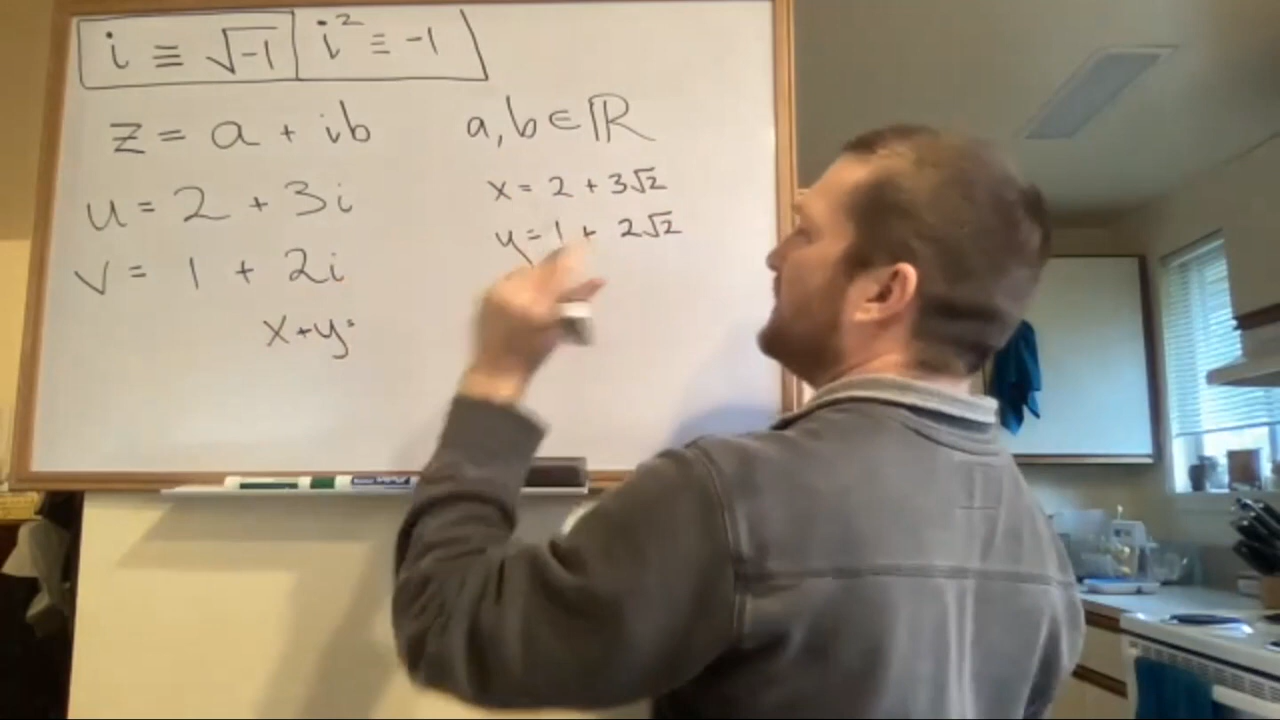 i ≡ √-1 i² ≡ -1
z = a + ib a, b ∈ ℝ
u = 2 + 3i x = 2 + 3√2
v = 1 + 2i y = 1 + 2√2
x + y =